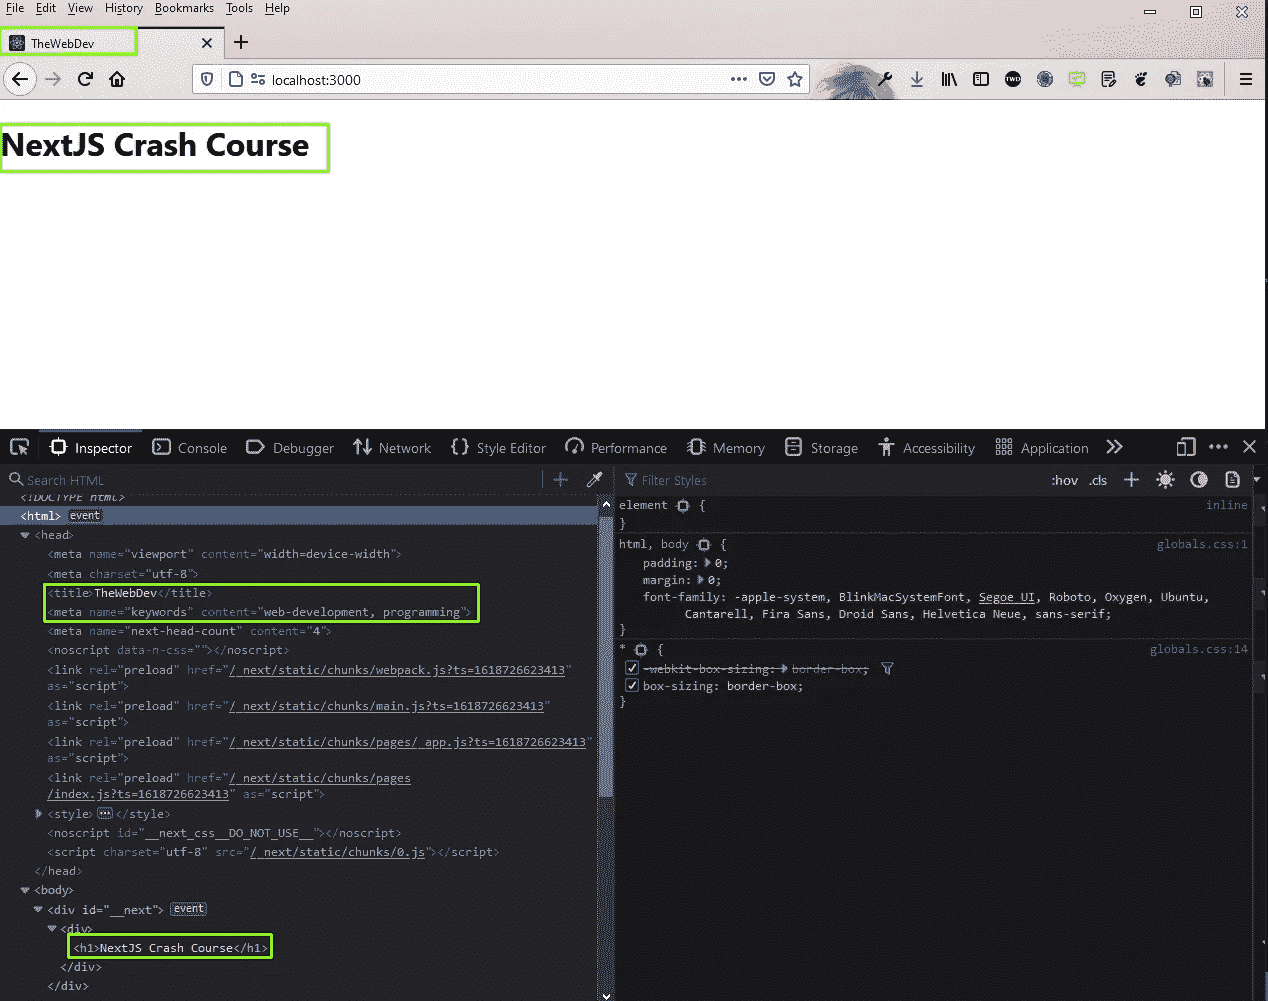 File Edit View History Bookmarks Tools Help
TheWebDev
localhost:3000
TWD
NextJS Crash Course
Inspector Console Debugger Network Style Editor Performance Memory Storage Accessibility Application
Search HTML
Filter Styles
:hov .cls
<!DOCTYPE html>
<html> event
<head>
<meta name="viewport" content="width=device-width">
<meta charset="utf-8">
<title>TheWebDev</title>
<meta name="keywords" content="web-development, programming">
<meta name="next-head-count" content="4">
<noscript data-n-css=""></noscript>
<link rel="preload" href="/_next/static/chunks/webpack.js?ts=1618726623413"
as="script">
<link rel="preload" href="/_next/static/chunks/main.js?ts=1618726623413"
as="script">
<link rel="preload" href="/_next/static/chunks/pages/_app.js?ts=1618726623413"
as="script">
<link rel="preload" href="/_next/static/chunks/pages
/index.js?ts=1618726623413" as="script">
<style></style>
<noscript id="__next_css__DO_NOT_USE__"></noscript>
<script charset="utf-8" src="/_next/static/chunks/0.js"></script>
</head>
<body>
<div id="__next"> event
<div>
<h1>NextJS Crash Course</h1>
</div>
</div>
element { inline
}
html, body { globals.css:1
padding: 0;
margin: 0;
font-family: -apple-system, BlinkMacSystemFont, Segoe UI, Roboto, Oxygen, Ubuntu,
Cantarell, Fira Sans, Droid Sans, Helvetica Neue, sans-serif;
}
* { globals.css:14
-webkit-box-sizing: border-box;
box-sizing: border-box;
}